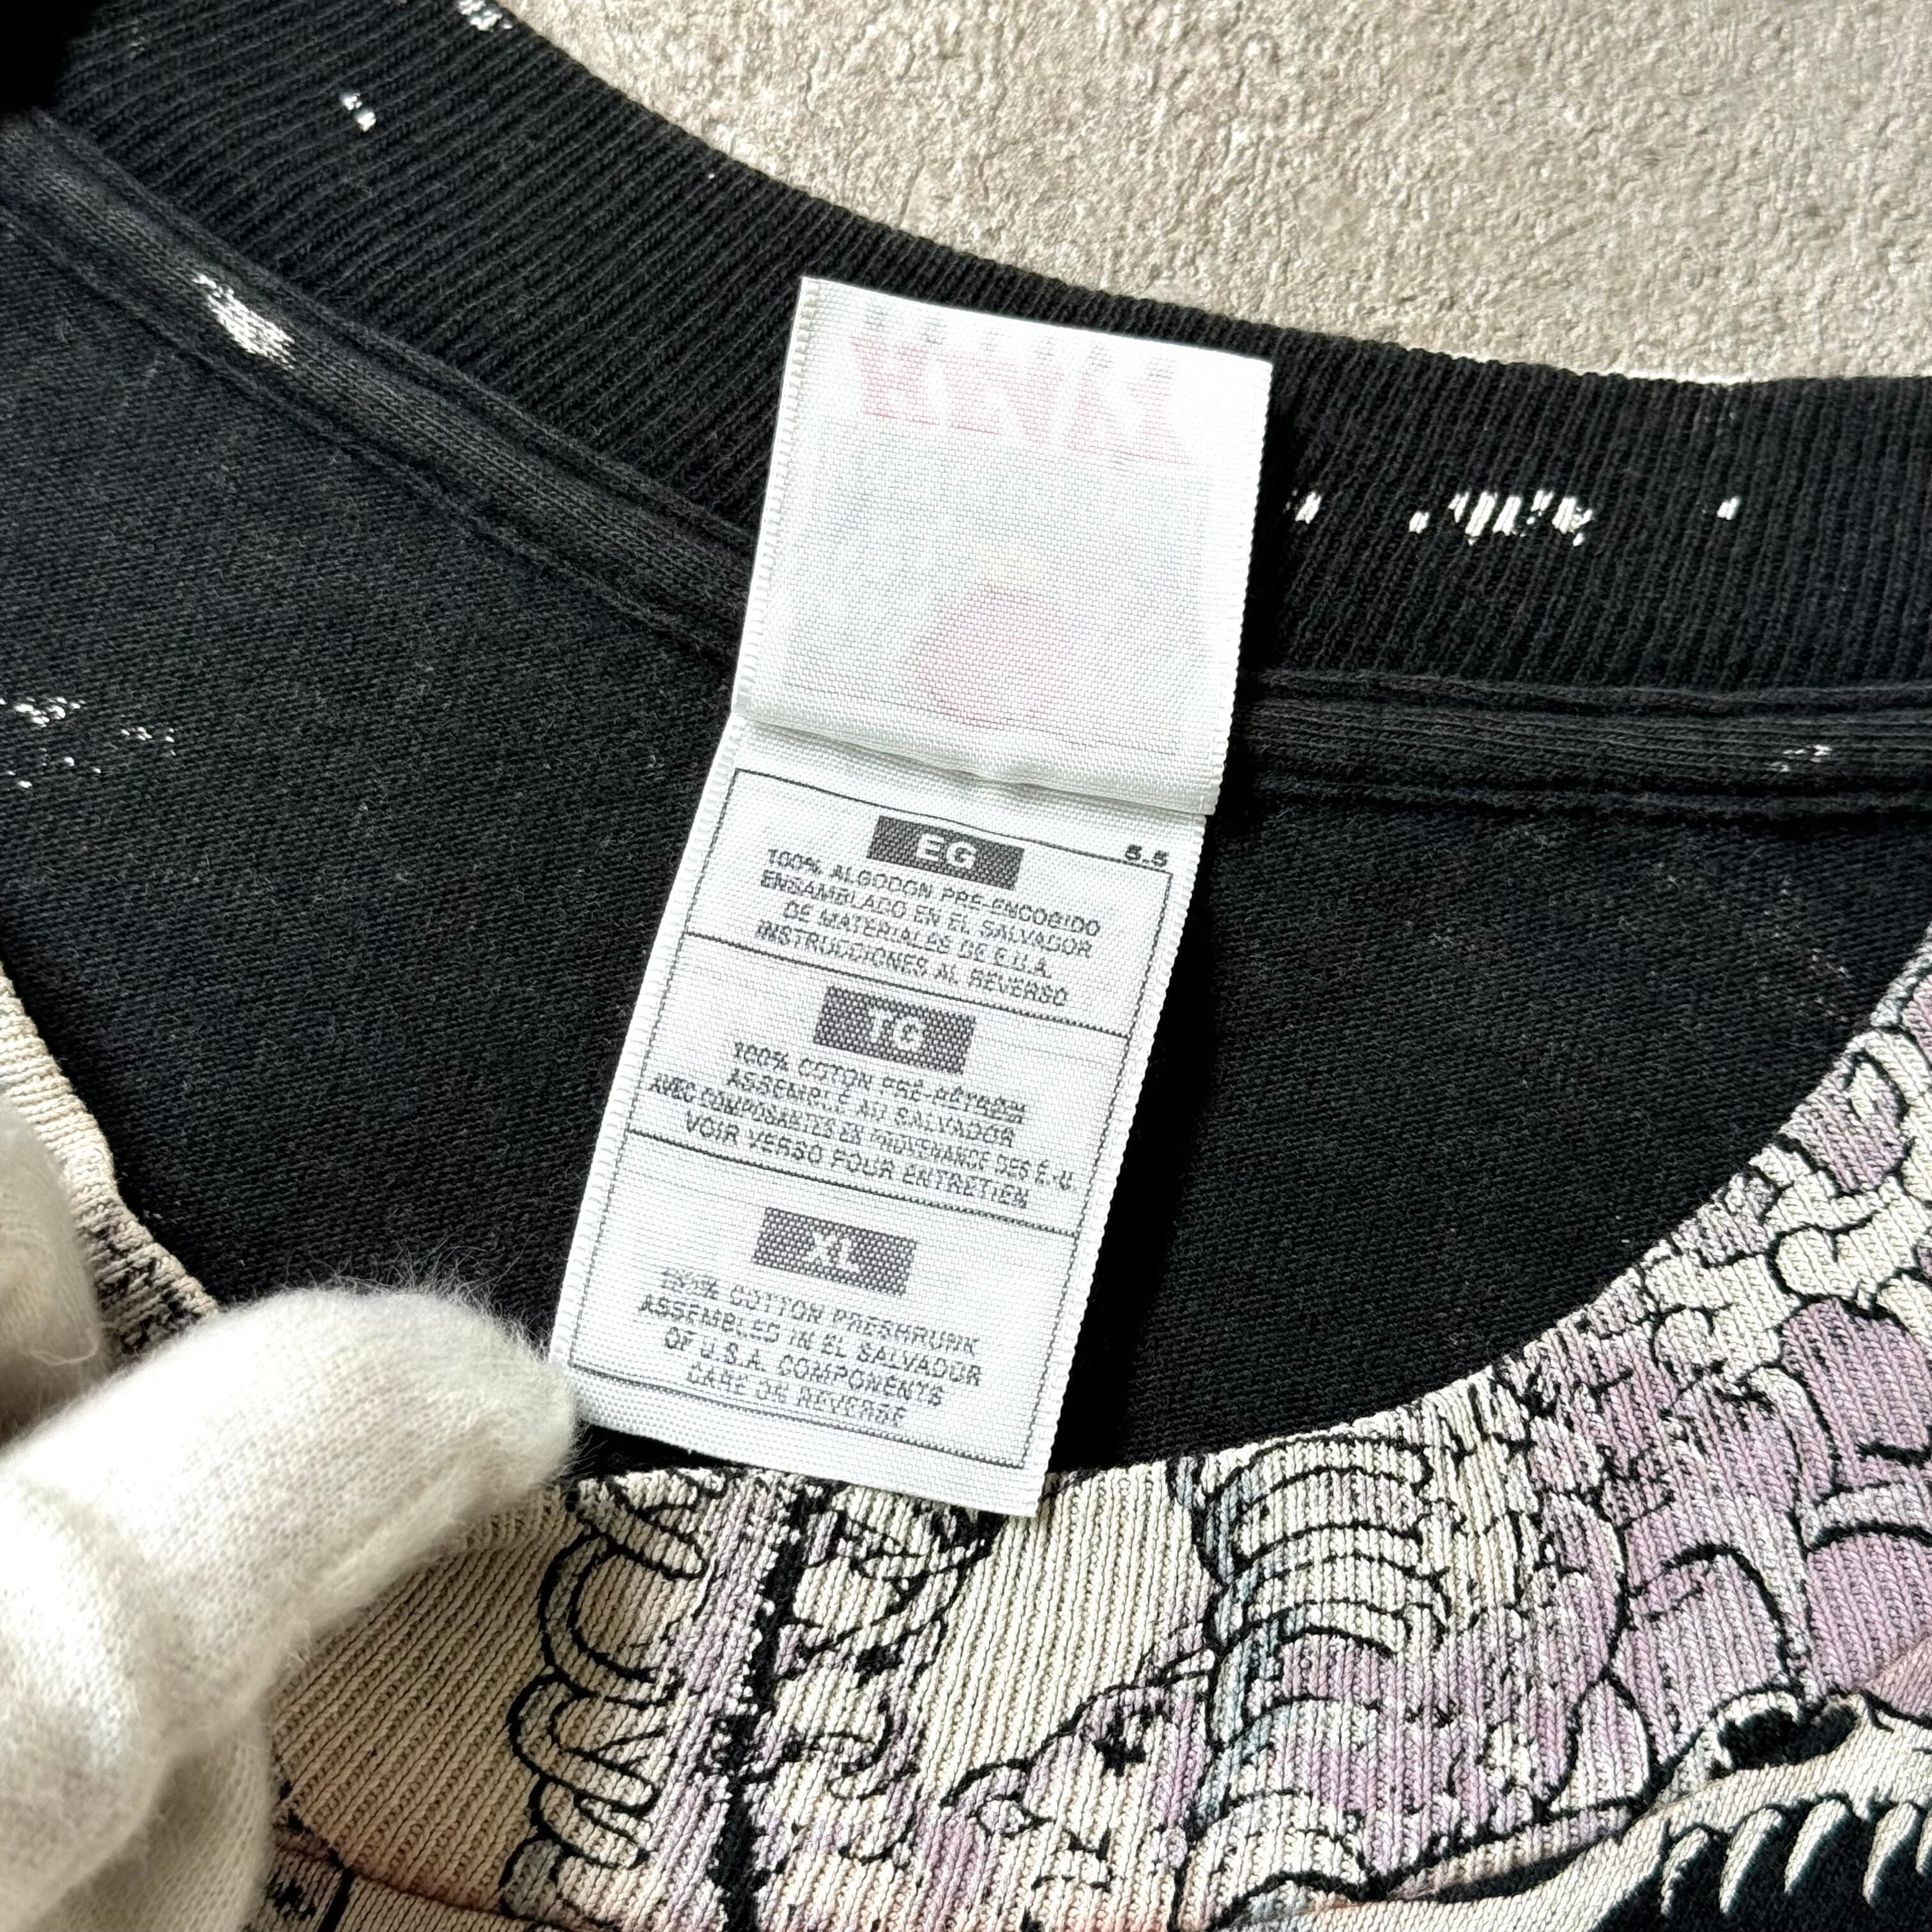 EG
5.5
100% ALGODON PRE-ENCOGIDO
ENSAMBLADO EN EL SALVADOR
DE MATERIALES DE E.U.A.
INSTRUCCIONES AL REVERSO
TG
100% COTON PRÉ-RÉTRÉCI
ASSEMBLÉ AU SALVADOR
AVEC COMPOSANTES EN PROVENANCE DES É.-U.
VOIR VERSO POUR ENTRETIEN
XL
100% COTTON PRESHRUNK
ASSEMBLED IN EL SALVADOR
OF U.S.A. COMPONENTS
CARE ON REVERSE